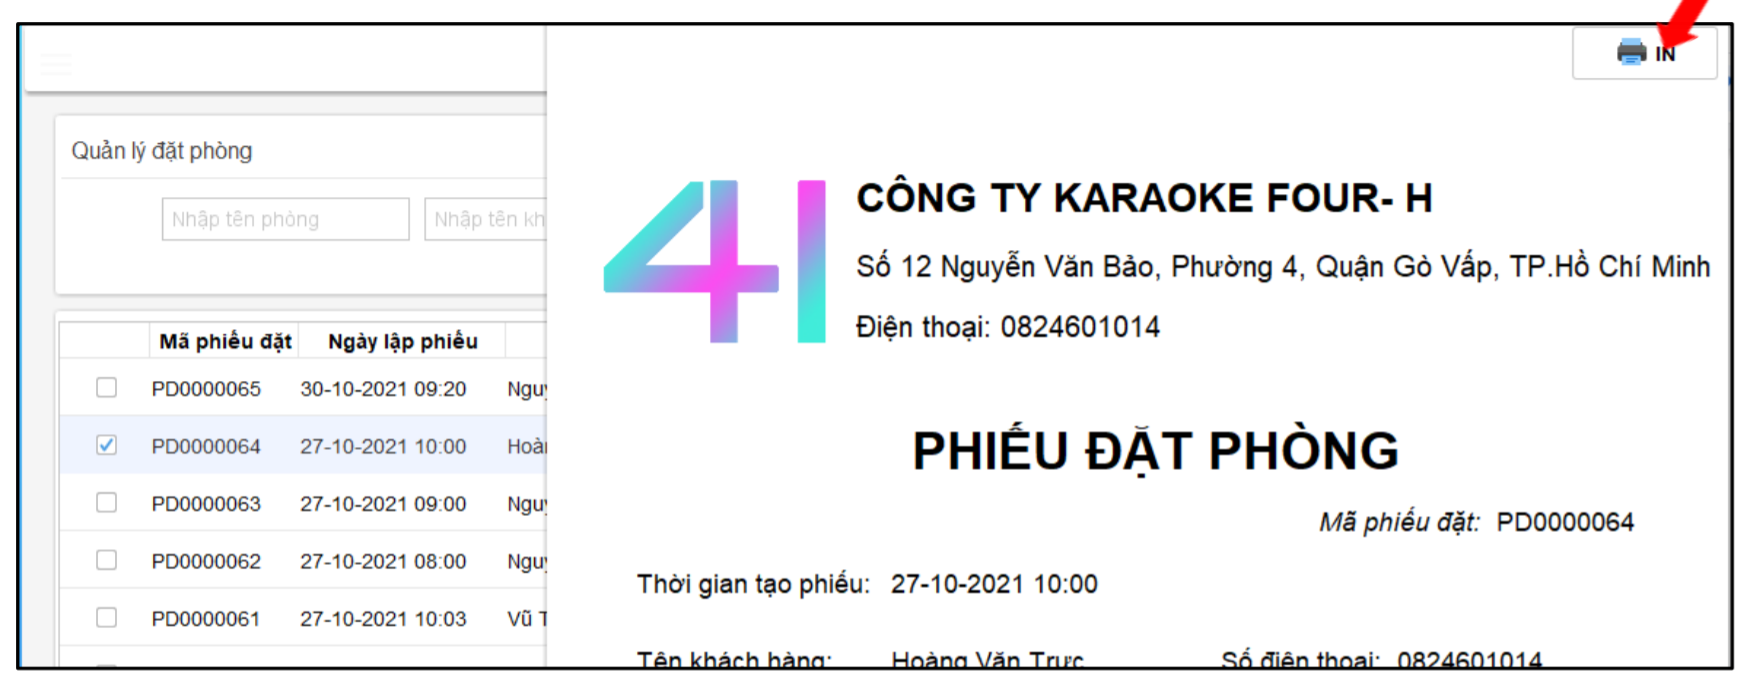 IN
Quản lý đặt phòng
Nhập tên phòng
Nhập tên kh
Mã phiếu đặt Ngày lập phiếu
PD0000065 30-10-2021 09:20 Nguy
PD0000064 27-10-2021 10:00 Hoàn
PD0000063 27-10-2021 09:00 Nguy
PD0000062 27-10-2021 08:00 Nguy
PD0000061 27-10-2021 10:03 Vũ T
4H
CÔNG TY KARAOKE FOUR- H
Số 12 Nguyễn Văn Bảo, Phường 4, Quận Gò Vấp, TP.Hồ Chí Minh
Điện thoại: 0824601014
PHIẾU ĐẶT PHÒNG
Mã phiếu đặt: PD0000064
Thời gian tạo phiếu: 27-10-2021 10:00
Tên khách hàng: Hoàng Văn Trực Số điện thoại: 0824601014